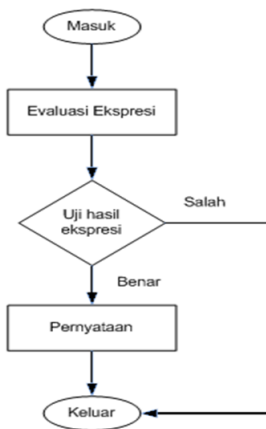 Masuk
Evaluasi Ekspresi
Uji hasil
ekspresi
Salah
Benar
Pernyataan
Keluar